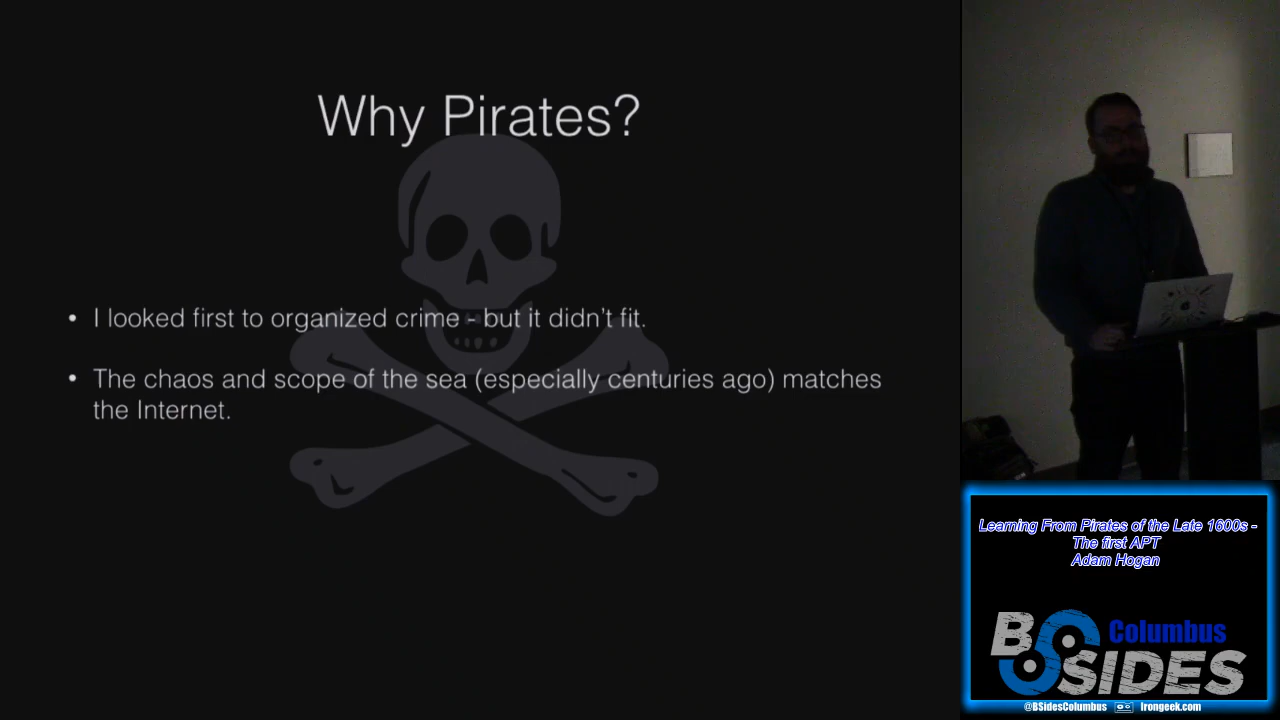 Why Pirates?
• I looked first to organized crime - but it didn't fit.
• The chaos and scope of the sea (especially centuries ago) matches
the Internet.
Learning From Pirates of the Late 1600s -
The first APT
Adam Hogan
BSIDES
Columbus
@BSidesColumbus Irongeek.com